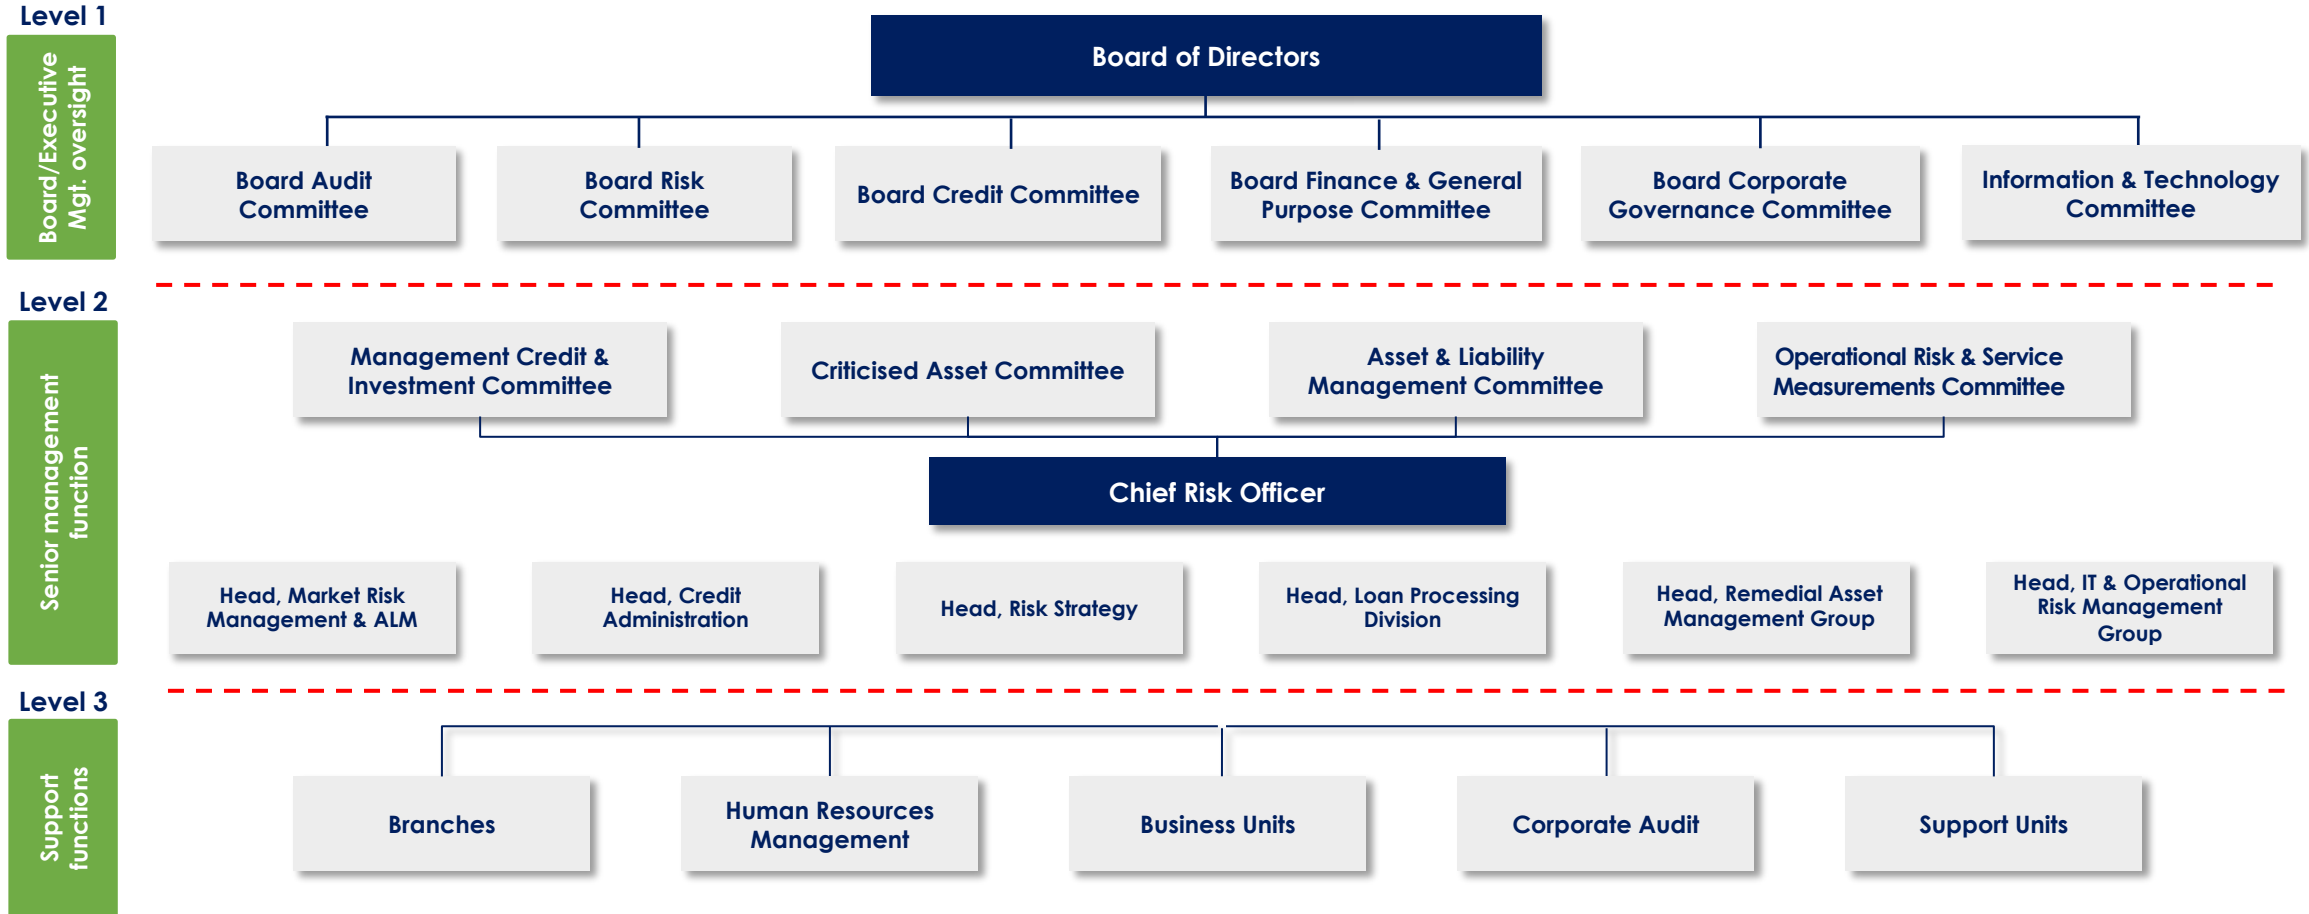 Level 1
Board/Executive
Mgt. oversight
Board of Directors
Board Audit
Committee
Board Risk
Committee
Board Credit Committee
Board Finance & General
Purpose Committee
Board Corporate
Governance Committee
Information & Technology
Committee
Level 2
Senior management
function
Management Credit &
Investment Committee
Criticised Asset Committee
Asset & Liability
Management Committee
Operational Risk & Service
Measurements Committee
Chief Risk Officer
Head, Market Risk
Management & ALM
Head, Credit
Administration
Head, Risk Strategy
Head, Loan Processing
Division
Head, Remedial Asset
Management Group
Head, IT & Operational
Risk Management
Group
Level 3
Support
functions
Branches
Human Resources
Management
Business Units
Corporate Audit
Support Units